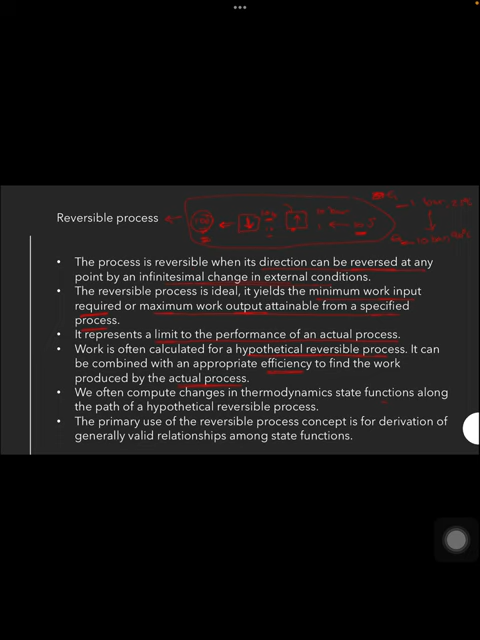 Reversible process
• The process is reversible when its direction can be reversed at any
point by an infinitesimal change in external conditions.
• The reversible process is ideal, it yields the minimum work input
required or maximum work output attainable from a specified
process.
• It represents a limit to the performance of an actual process.
• Work is often calculated for a hypothetical reversible process. It can
be combined with an appropriate efficiency to find the work
produced by the actual process.
• We often compute changes in thermodynamics state functions along
the path of a hypothetical reversible process.
• The primary use of the reversible process concept is for derivation of
generally valid relationships among state functions.